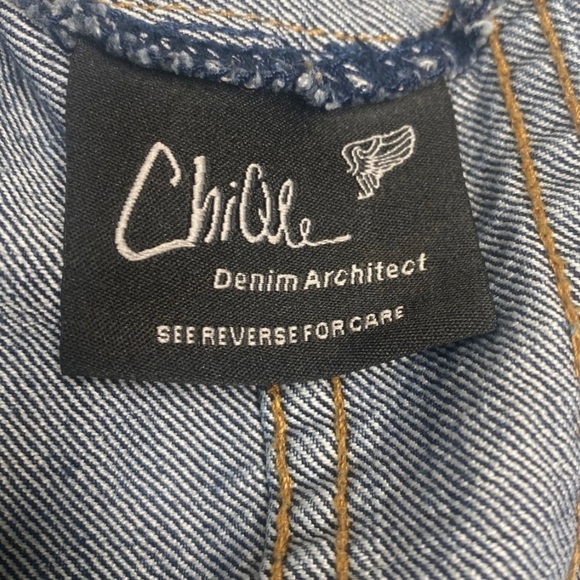 ChiQle
Denim Architect
SEE REVERSE FOR CARE